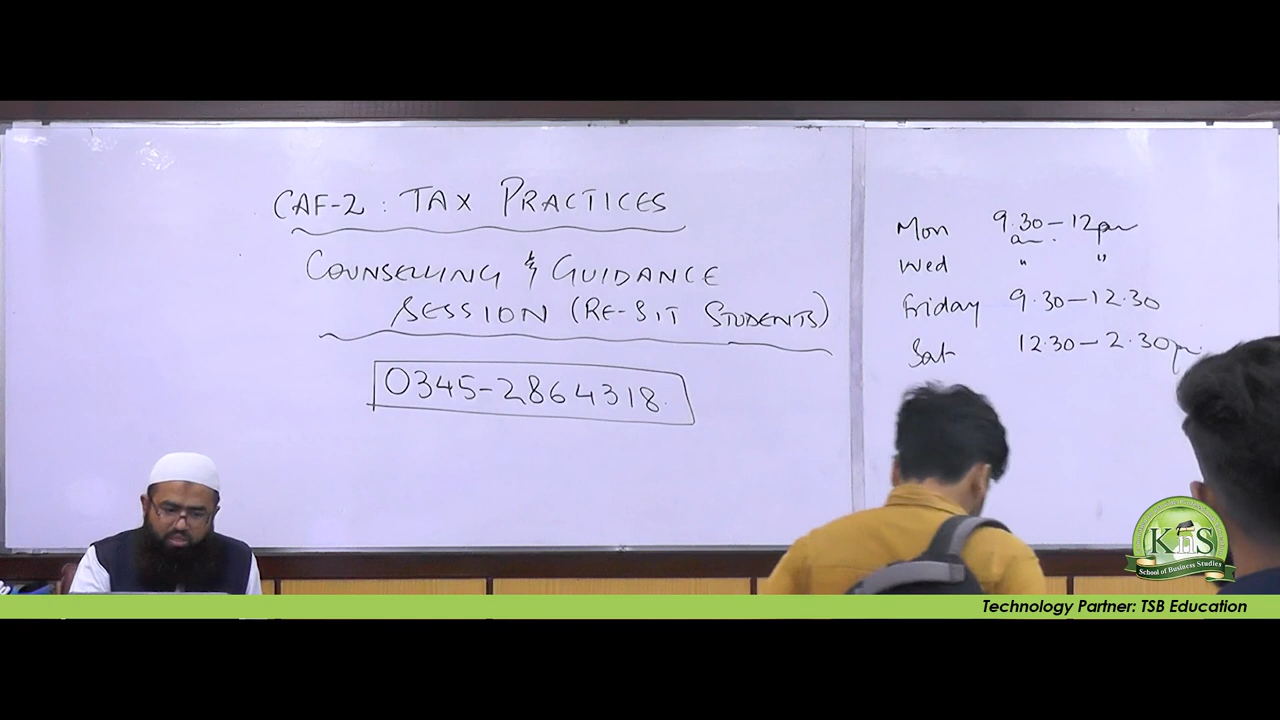 CAF-2 : TAX PRACTICES
COUNSELLING & GUIDANCE
SESSION (RE-SIT STUDENTS)
0345-2864318
Mon 9.30 – 12pm
am.
Wed " "
Friday 9.30 – 12.30
Sat 12.30 – 2.30pm
KnS
School of Business Studies
Technology Partner: TSB Education